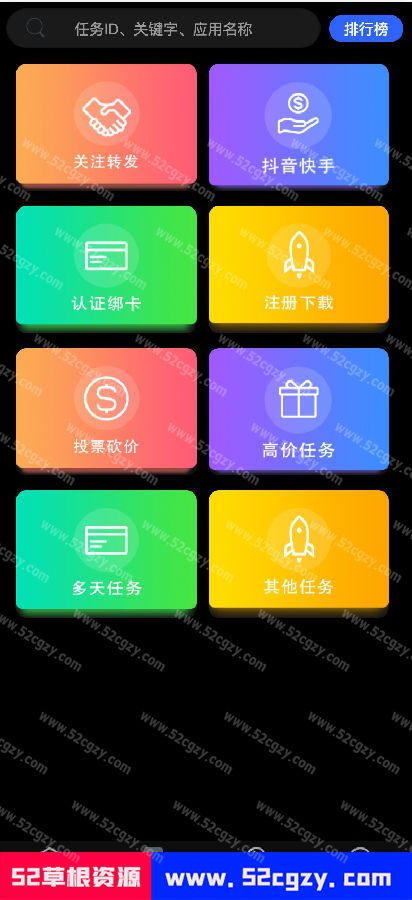 任务ID、关键字、应用名称
排行榜
关注转发
抖音快手
认证绑卡
注册下载
投票砍价
高价任务
多天任务
其他任务
www.52cgzy.com
52草根资源
www.52cgzy.com